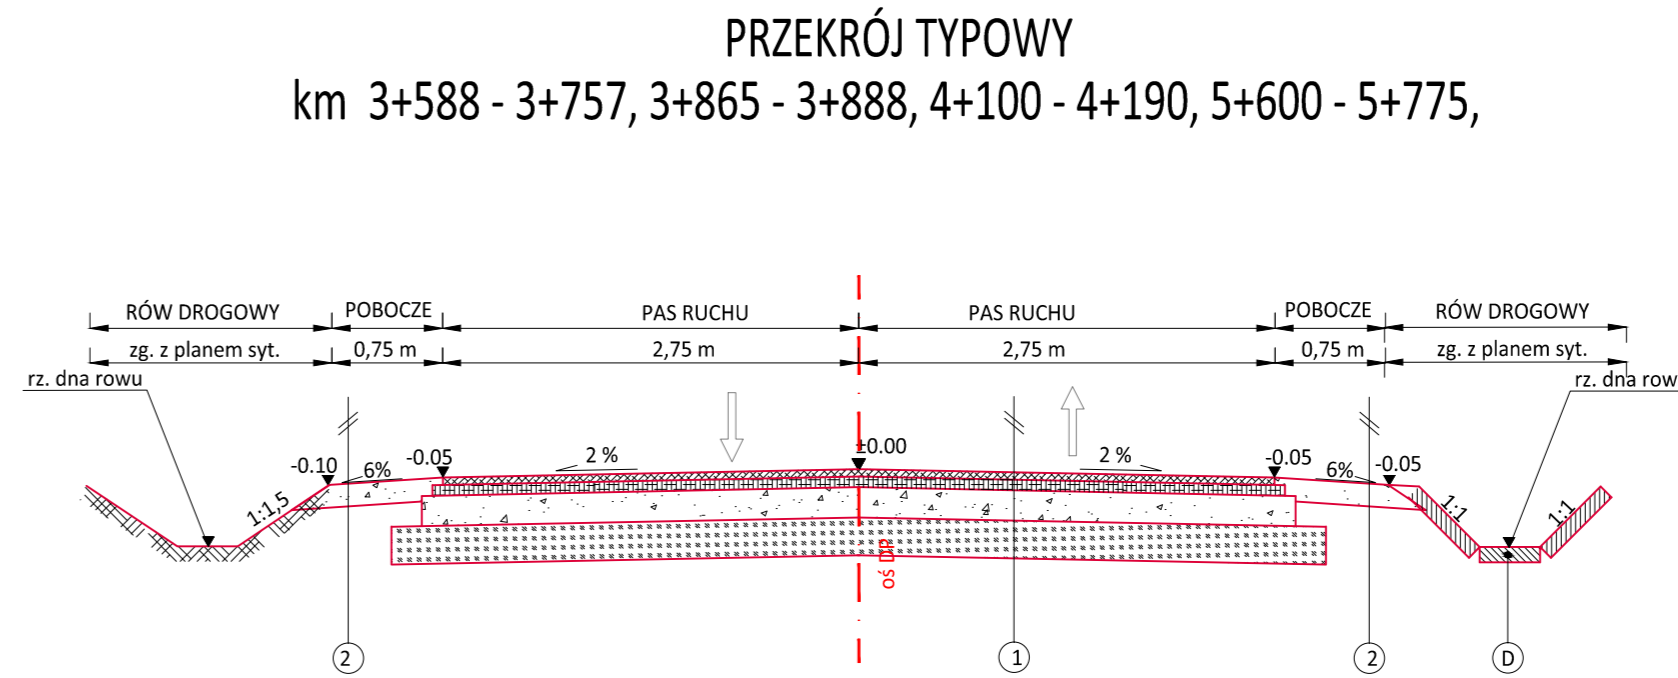 PRZEKRÓJ TYPOWY
km 3+588 - 3+757, 3+865 - 3+888, 4+100 - 4+190, 5+600 - 5+775,
RÓW DROGOWY POBOCZE PAS RUCHU PAS RUCHU POBOCZE RÓW DROGOWY
zg. z planem syt. 0,75 m 2,75 m 2,75 m 0,75 m zg. z planem syt.
rz. dna rowu rz. dna row
-0.10 6% -0.05 2 % ±0.00 2 % -0.05 6% -0.05
1:1,5 1:1 1:1
oś DP
2 1 2 D